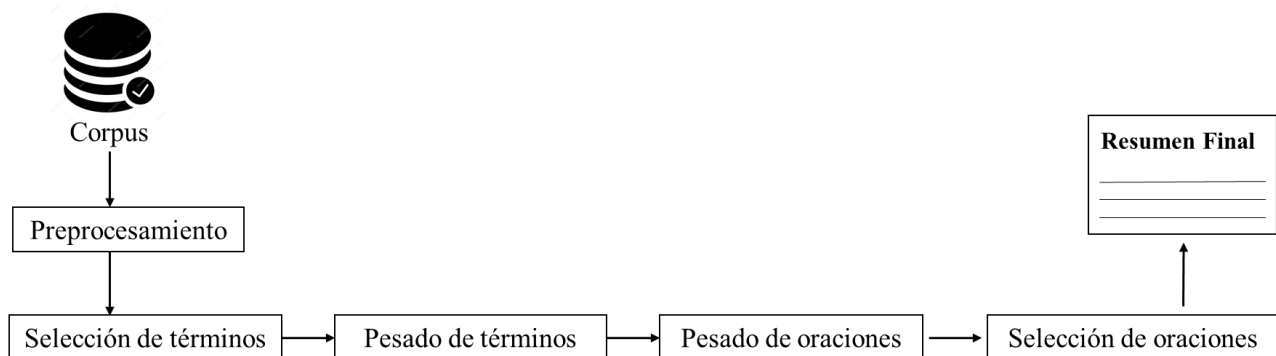 Corpus
Preprocesamiento
Selección de términos
Pesado de términos
Pesado de oraciones
Selección de oraciones
Resumen Final